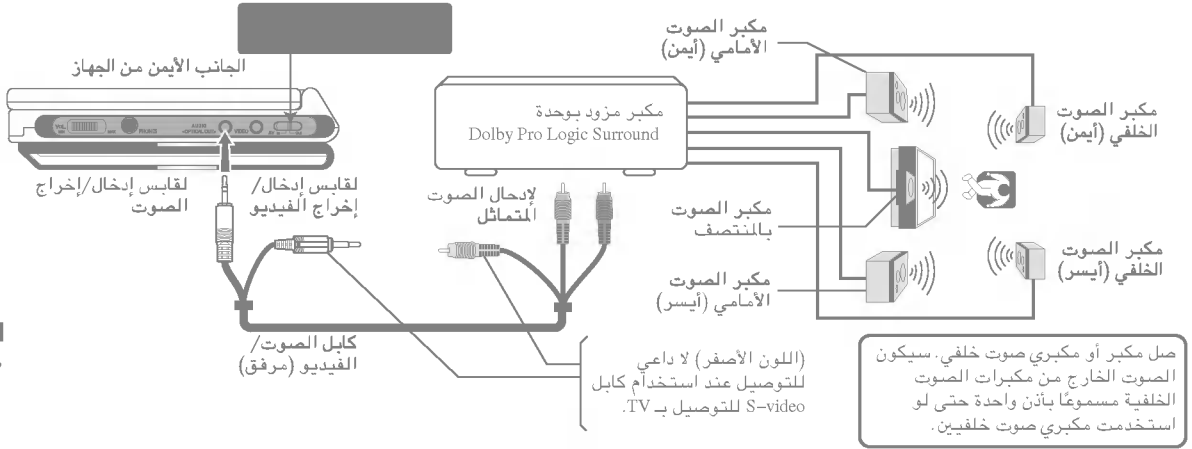 مكبر الصوت
الأمامي (أيمن)
الجانب الأيمن من الجهاز
مكبر مزود بوحدة
Dolby Pro Logic Surround
مكبر الصوت
الخلفي (أيمن)
VOL
AUDIO
VIDEO
لقابس إدخال/
إخراج الفيديو
لقابس إدخال/إخراج
الصوت
لإدحال الصوت
المتماثل
مكبر الصوت
بالمنتصف
مكبر الصوت
الخلفي (أيسر)
مكبر الصوت
الأمامي (أيسر)
كابل الصوت/
الفيديو (مرفق)
(اللون الأصفر) لا داعي
للتوصيل عند استخدام كابل
S-video للتوصيل بـ TV.
صل مكبر أو مكبري صوت خلفي. سيكون
الصوت الخارج من مكبرات الصوت
الخلفية مسموعًا بأذن واحدة حتى لو
استخدمت مكبري صوت خلفيين.